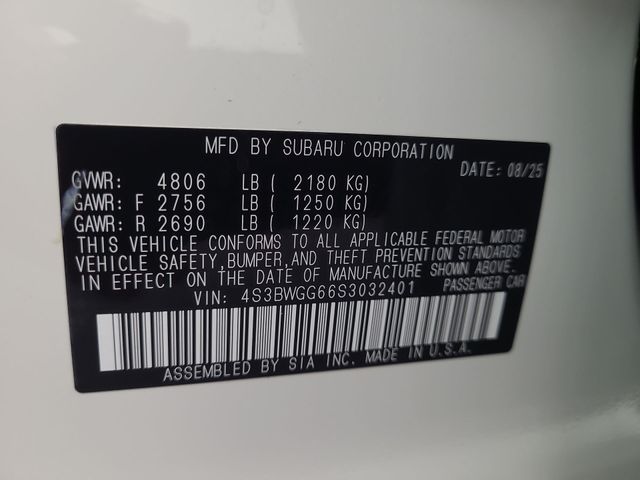 MFD BY SUBARU CORPORATION
DATE: 08/25
GVWR: 4806 LB ( 2180 KG)
GAWR: F 2756 LB ( 1250 KG)
GAWR: R 2690 LB ( 1220 KG)
THIS VEHICLE CONFORMS TO ALL APPLICABLE FEDERAL MOTOR
VEHICLE SAFETY,BUMPER,AND THEFT PREVENTION STANDARDS
IN EFFECT ON THE DATE OF MANUFACTURE SHOWN ABOVE.
VIN: 4S3BWGG66S3032401 PASSENGER CAR
ASSEMBLED BY SIA INC. MADE IN U.S.A.